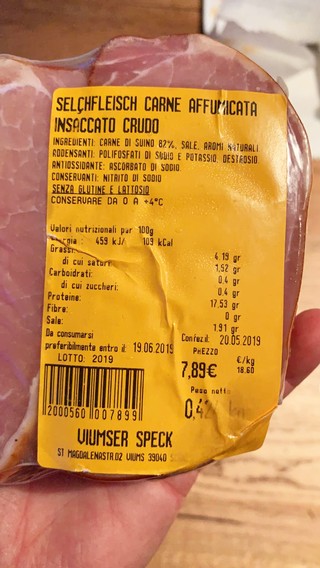 SELCHFLEISCH CARNE AFFUMICATA
INSACCATO CRUDO
INGREDIENTI: CARNE DI SUINO 87%, SALE, AROMI NATURALI
ADDENSANTI: POLIFOSFATI DI SODIO E POTASSIO, DESTROSIO
ANTIOSSIDANTE: ASCORBATO DI SODIO.
CONSERVANTI: NITRITO DI SODIO
SENZA GLUTINE E LATTOSIO
CONSERVARE DA 0 A +4°C
Valori nutrizionali per 100g
Energia: 459 kJ/ 109 kCal
Grassi: 4.19 gr
di cui saturi: 1,52 gr
Carboidrati: 0,4 gr
di cui zuccheri: 0.4 gr
Proteine: 17.53 gr
Fibre: 0 gr
Sale: 1.91 gr
Da consumarsi
preferibilmente entro il: 19.06.2019
Confez il: 20.05.2019
LOTTO: 2019
PREZZO €/kg
7,89€ 18.60
Peso netto
2000560 007899
VIUMSER SPECK
ST MAGDALENASTR.02 VIUMS 39040